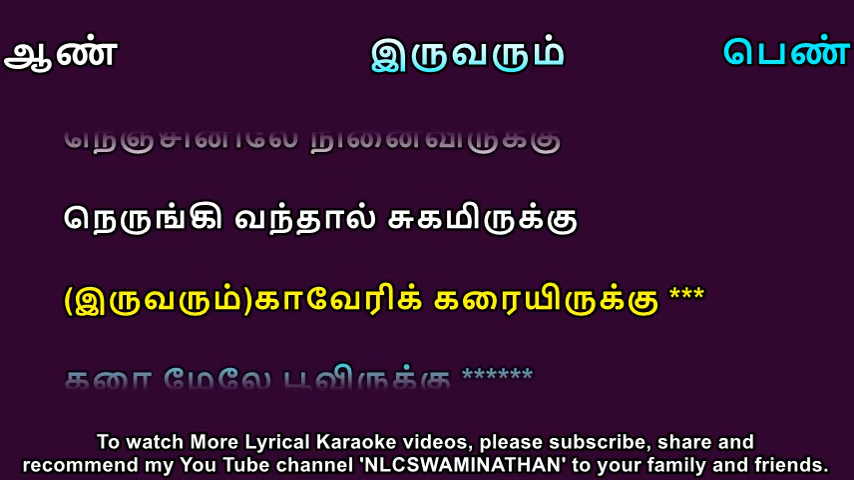 ஆண் இருவரும் பெண்
நெஞ்சினிலே நினைவிருக்கு
நெருங்கி வந்தால் சுகமிருக்கு
(இருவரும்)காவேரிக் கரையிருக்கு ***
கரை மேலே பூவிருக்கு ******
To watch More Lyrical Karaoke videos, please subscribe, share and
recommend my You Tube channel 'NLCSWAMINATHAN' to your family and friends.